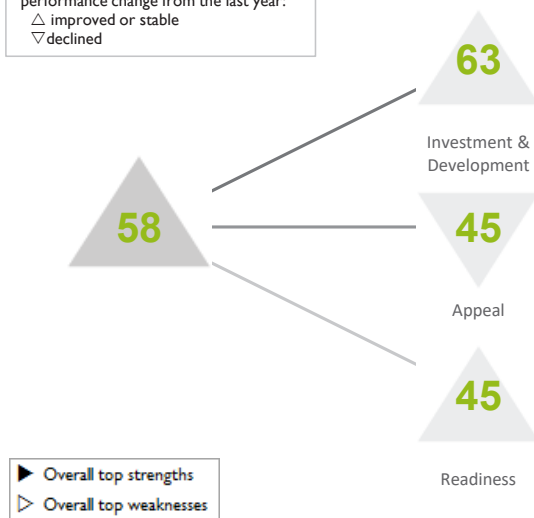 performance change from the last year:
△ improved or stable
▽ declined
63
Investment &
Development
58
45
Appeal
45
Readiness
▶ Overall top strengths
▷ Overall top weaknesses